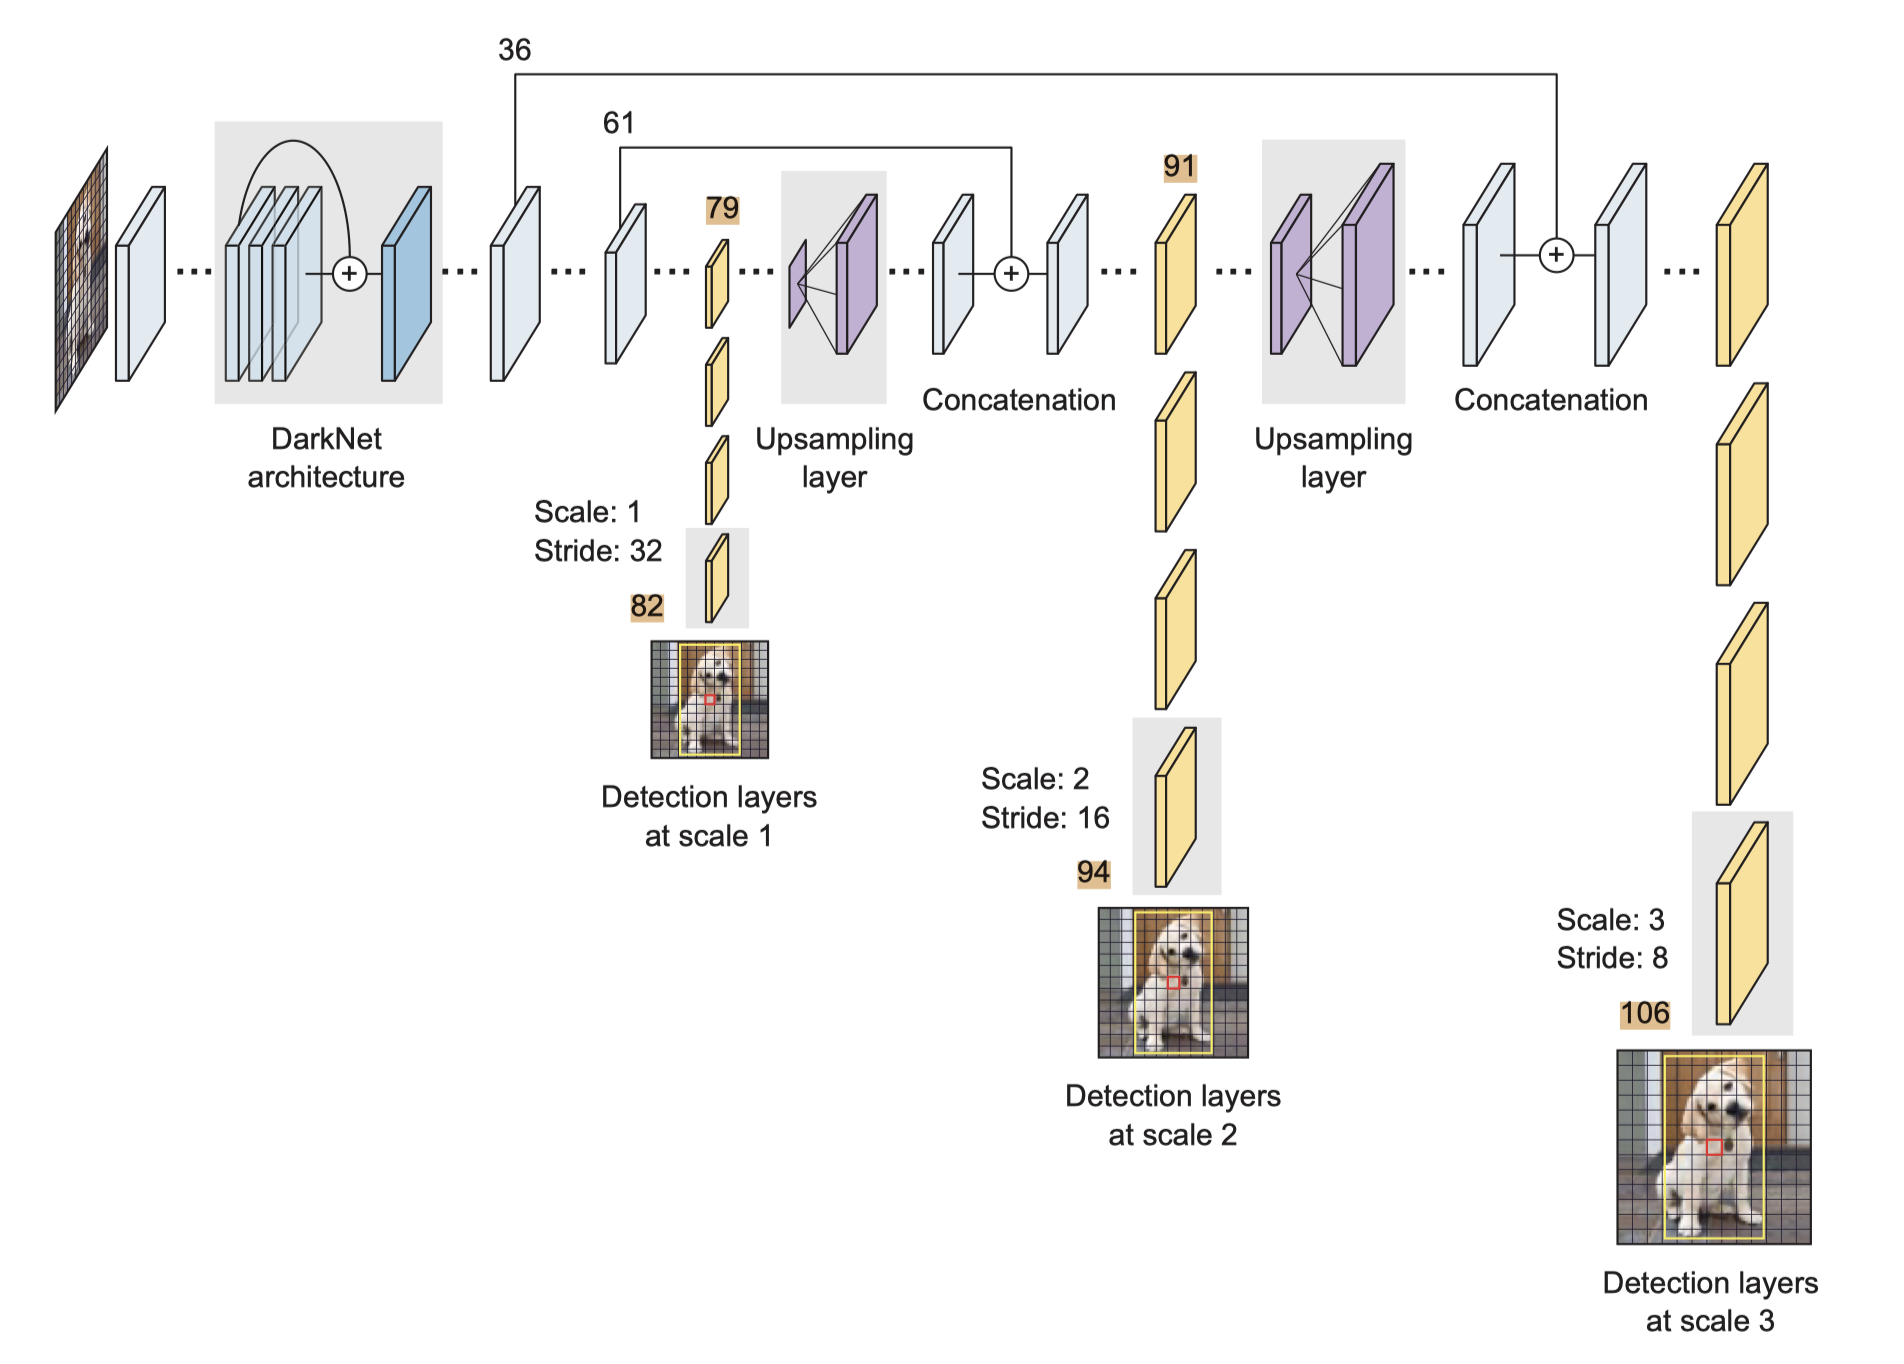 36
61
79
91
+
+
+
DarkNet
architecture
Upsampling
layer
Concatenation
Upsampling
layer
Concatenation
Scale: 1
Stride: 32
82
Detection layers
at scale 1
Scale: 2
Stride: 16
94
Detection layers
at scale 2
Scale: 3
Stride: 8
106
Detection layers
at scale 3